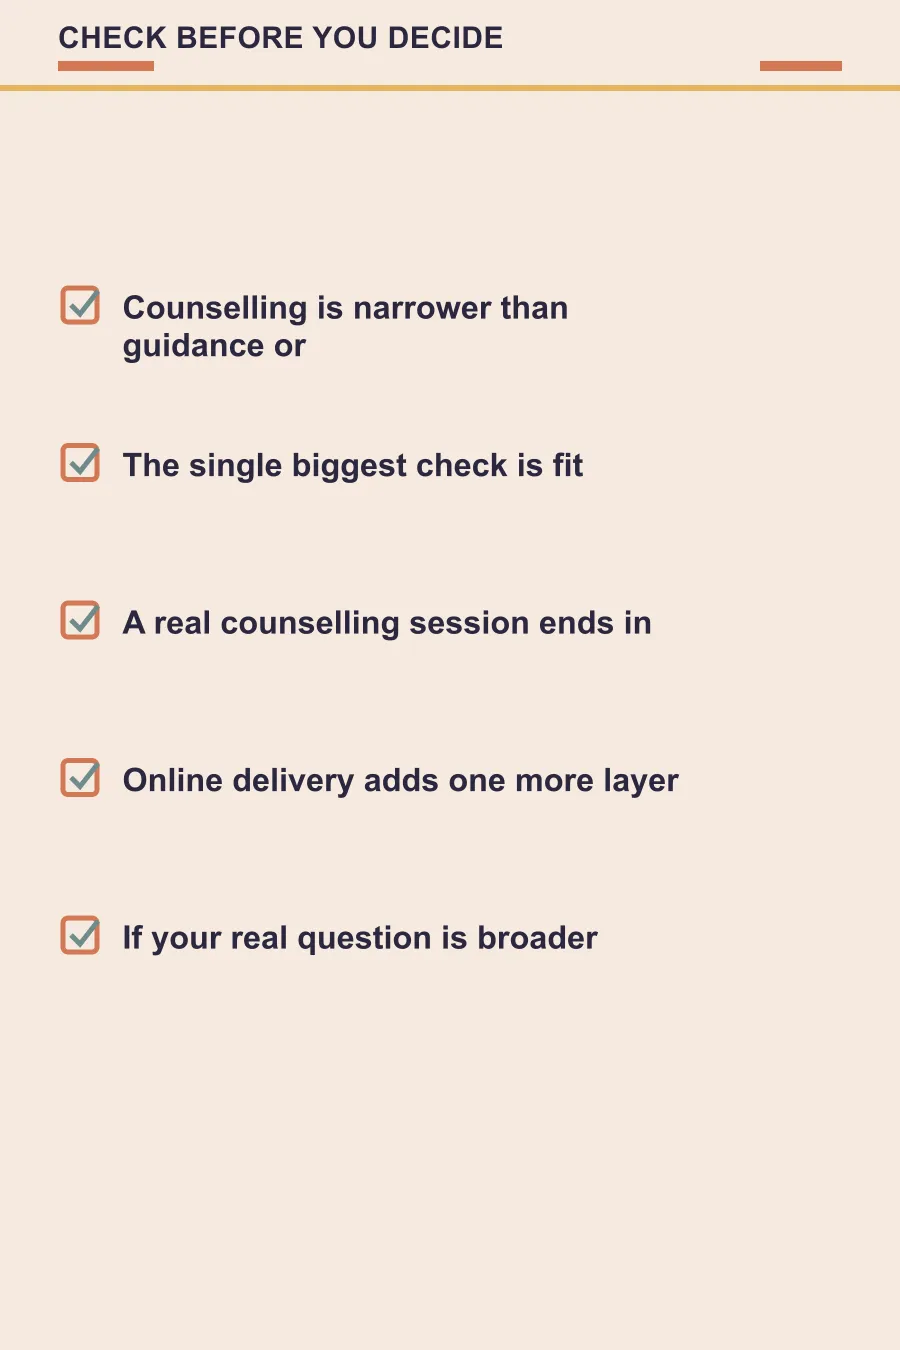 CHECK BEFORE YOU DECIDE
Counselling is narrower than
guidance or
The single biggest check is fit
A real counselling session ends in
Online delivery adds one more layer
If your real question is broader